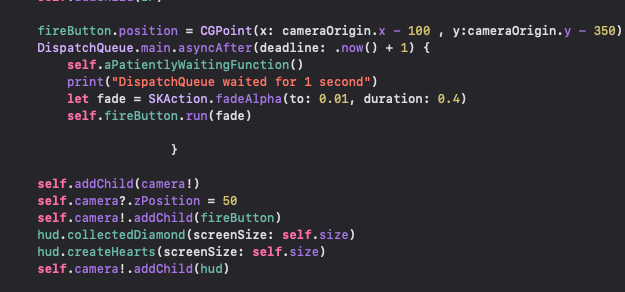 fireButton.position = CGPoint(x: cameraOrigin.x - 100 , y:cameraOrigin.y - 350)
DispatchQueue.main.asyncAfter(deadline: .now() + 1) {
self.aPatientlyWaitingFunction()
print("DispatchQueue waited for 1 second")
let fade = SKAction.fadeAlpha(to: 0.01, duration: 0.4)
self.fireButton.run(fade)
}
self.addChild(camera!)
self.camera?.zPosition = 50
self.camera!.addChild(fireButton)
hud.collectedDiamond(screenSize: self.size)
hud.createHearts(screenSize: self.size)
self.camera!.addChild(hud)